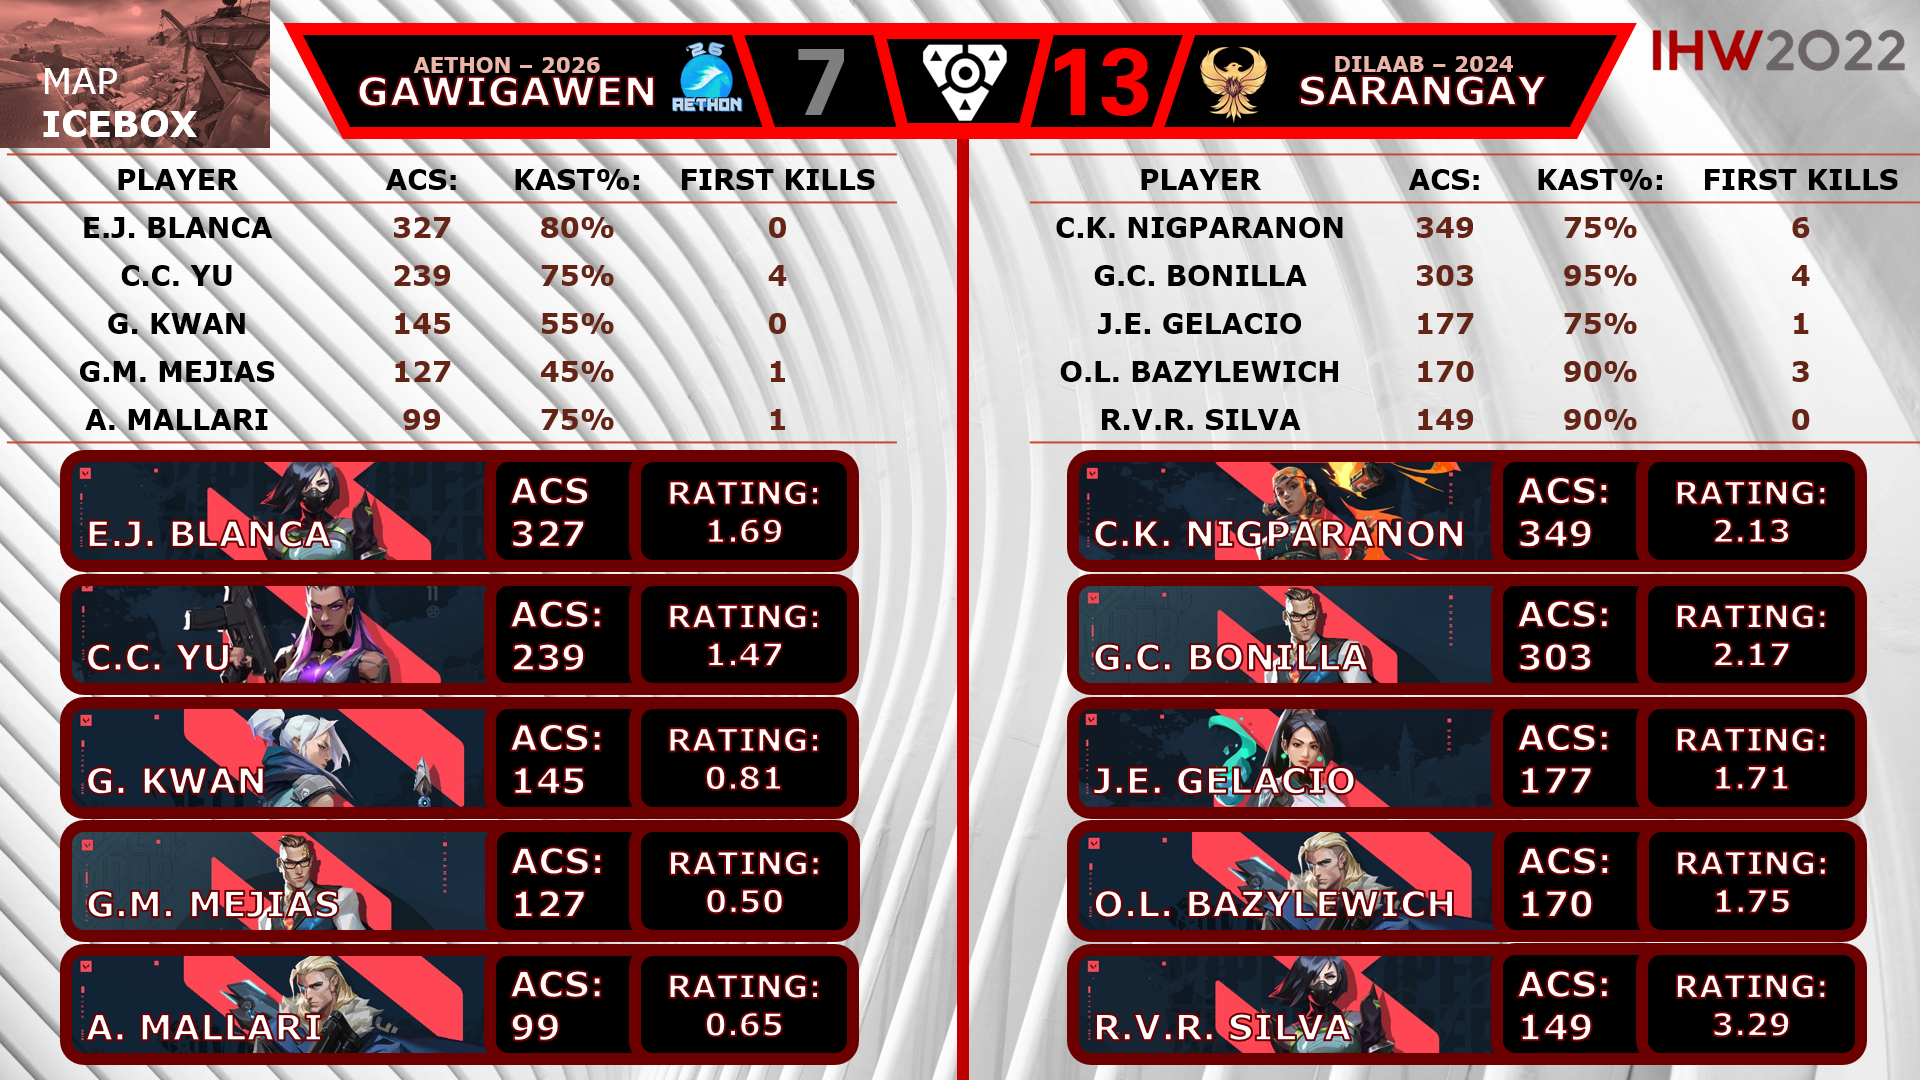 MAP
ICEBOX
AETHON – 2026
GAWIGAWEN
26
AETHON
7
13
DILAAB – 2024
SARANGAY
IHW2022
PLAYER ACS: KAST%: FIRST KILLS
E.J. BLANCA 327 80% 0
C.C. YU 239 75% 4
G. KWAN 145 55% 0
G.M. MEJIAS 127 45% 1
A. MALLARI 99 75% 1
PLAYER ACS: KAST%: FIRST KILLS
C.K. NIGPARANON 349 75% 6
G.C. BONILLA 303 95% 4
J.E. GELACIO 177 75% 1
O.L. BAZYLEWICH 170 90% 3
R.V.R. SILVA 149 90% 0
E.J. BLANCA
ACS
327
RATING:
1.69
C.C. YU
ACS:
239
RATING:
1.47
G. KWAN
ACS:
145
RATING:
0.81
G.M. MEJIAS
ACS:
127
RATING:
0.50
A. MALLARI
ACS:
99
RATING:
0.65
C.K. NIGPARANON
ACS:
349
RATING:
2.13
G.C. BONILLA
ACS:
303
RATING:
2.17
J.E. GELACIO
ACS:
177
RATING:
1.71
O.L. BAZYLEWICH
ACS:
170
RATING:
1.75
R.V.R. SILVA
ACS:
149
RATING:
3.29